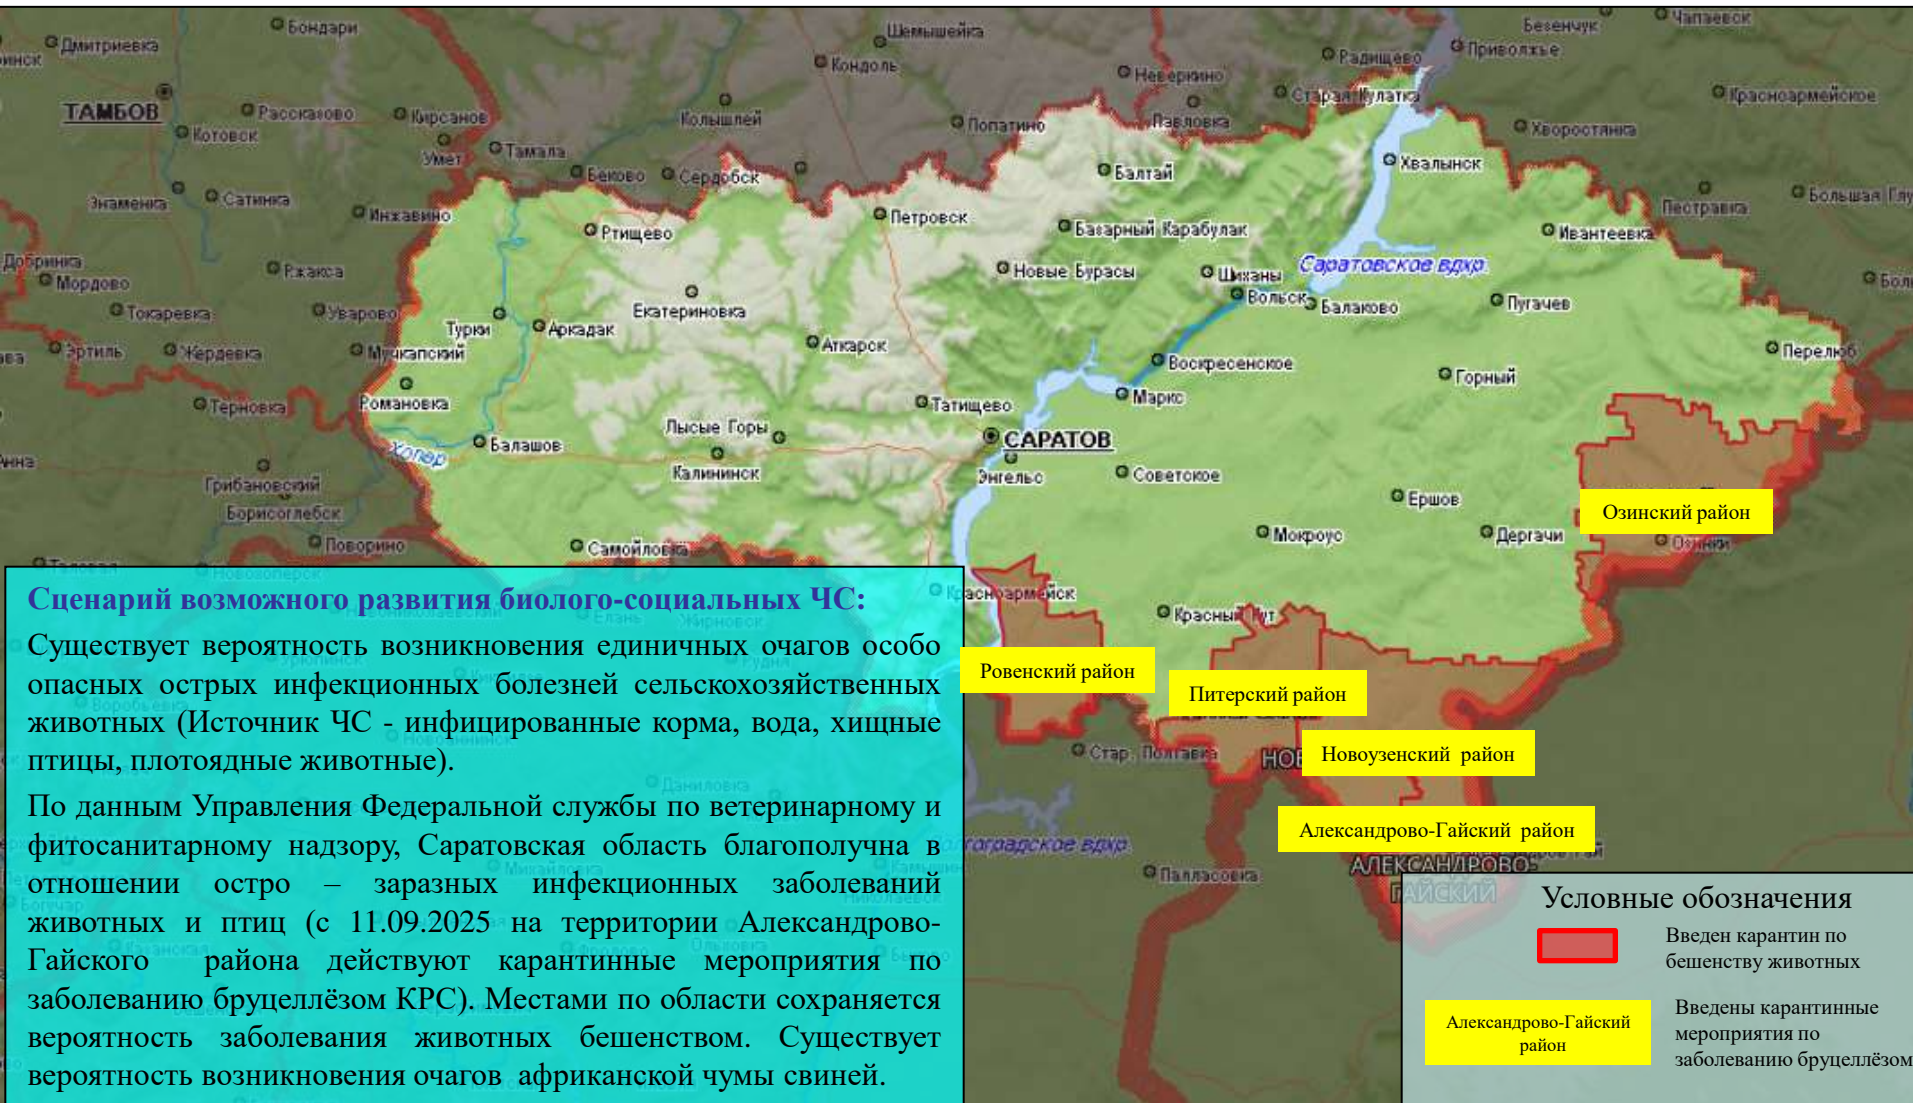 Бондари
Шемышейка
Безенчук
Чапаевск
Дмитриевка
Приволжье
Кондоль
Радищево
Неверкино
ТАМБОВ
Рассказово
Кирсанов
Колышлей
Старая Кулатка
Красноармейское
Котовск
Умет
Тамала
Лопатино
Павловка
Хворостянка
Беково
Сердобск
Балтай
Хвалынск
Знаменка
Сатинка
Инжавино
Петровск
Пестравка
Большая Глу
Ртищево
Базарный Карабулак
Ивантеевка
Добринка
Мордово
Ржакса
Новые Бурасы
Шиханы
Саратовское вдхр.
Вольск
Балаково
Пугачев
Токаревка
Уварово
Турки
Аркадак
Екатериновка
Эртиль
Жердевка
Мучкапский
Аткарск
Воскресенское
Перелюб
Горный
Терновка
Романовка
Татищево
Маркс
Лысые Горы
САРАТОВ
Хопер
Балашов
Калининск
Энгельс
Советское
Грибановский
Борисоглебск
Ершов
Озинский район
Поворино
Самойловка
Мокроус
Дергачи
Озинки
Красноармейск
Красный Кут
Ровенский район
Питерский район
Стар. Полтавка
Новоузенский район
Александрово-Гайский район
Палласовка
АЛЕКСАНДРОВО-
ГАЙСКИЙ
Сценарий возможного развития биолого-социальных ЧС:
Существует вероятность возникновения единичных очагов особо
опасных острых инфекционных болезней сельскохозяйственных
животных (Источник ЧС - инфицированные корма, вода, хищные
птицы, плотоядные животные).
По данным Управления Федеральной службы по ветеринарному и
фитосанитарному надзору, Саратовская область благополучна в
отношении остро – заразных инфекционных заболеваний
животных и птиц (с 11.09.2025 на территории Александрово-
Гайского района действуют карантинные мероприятия по
заболеванию бруцеллёзом КРС). Местами по области сохраняется
вероятность заболевания животных бешенством. Существует
вероятность возникновения очагов африканской чумы свиней.
Условные обозначения
Введен карантин по
бешенству животных
Александрово-Гайский
район
Введены карантинные
мероприятия по
заболеванию бруцеллёзом